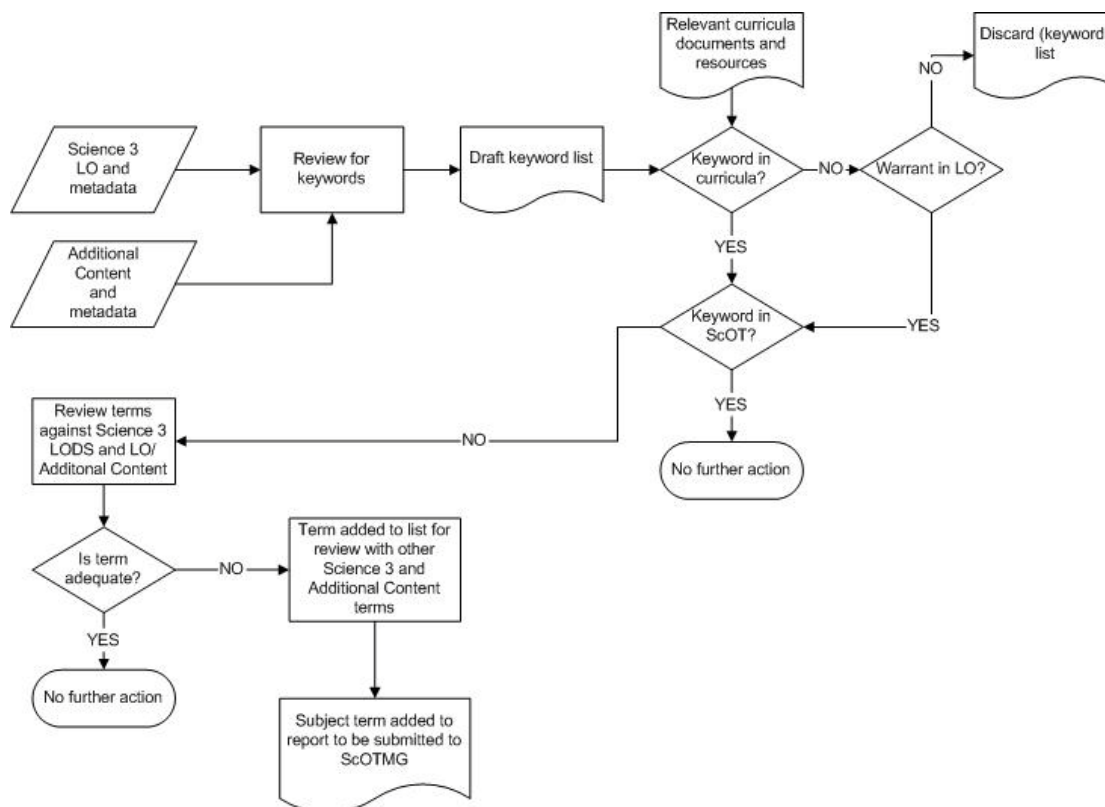 Relevant curricula
documents and
resources
Discard (keyword
list
NO
Science 3
LO and
metadata
Review for
keywords
Draft keyword list
Keyword in
curricula?
NO
Warrant in LO?
YES
Additional
Content
and
metadata
Keyword in
ScOT?
YES
YES
No further action
NO
Review terms
against Science 3
LODS and LO/
Additonal Content
Is term
adequate?
NO
Term added to list for
review with other
Science 3 and
Additional Content
terms
YES
No further action
Subject term added to
report to be submitted to
ScOTMG